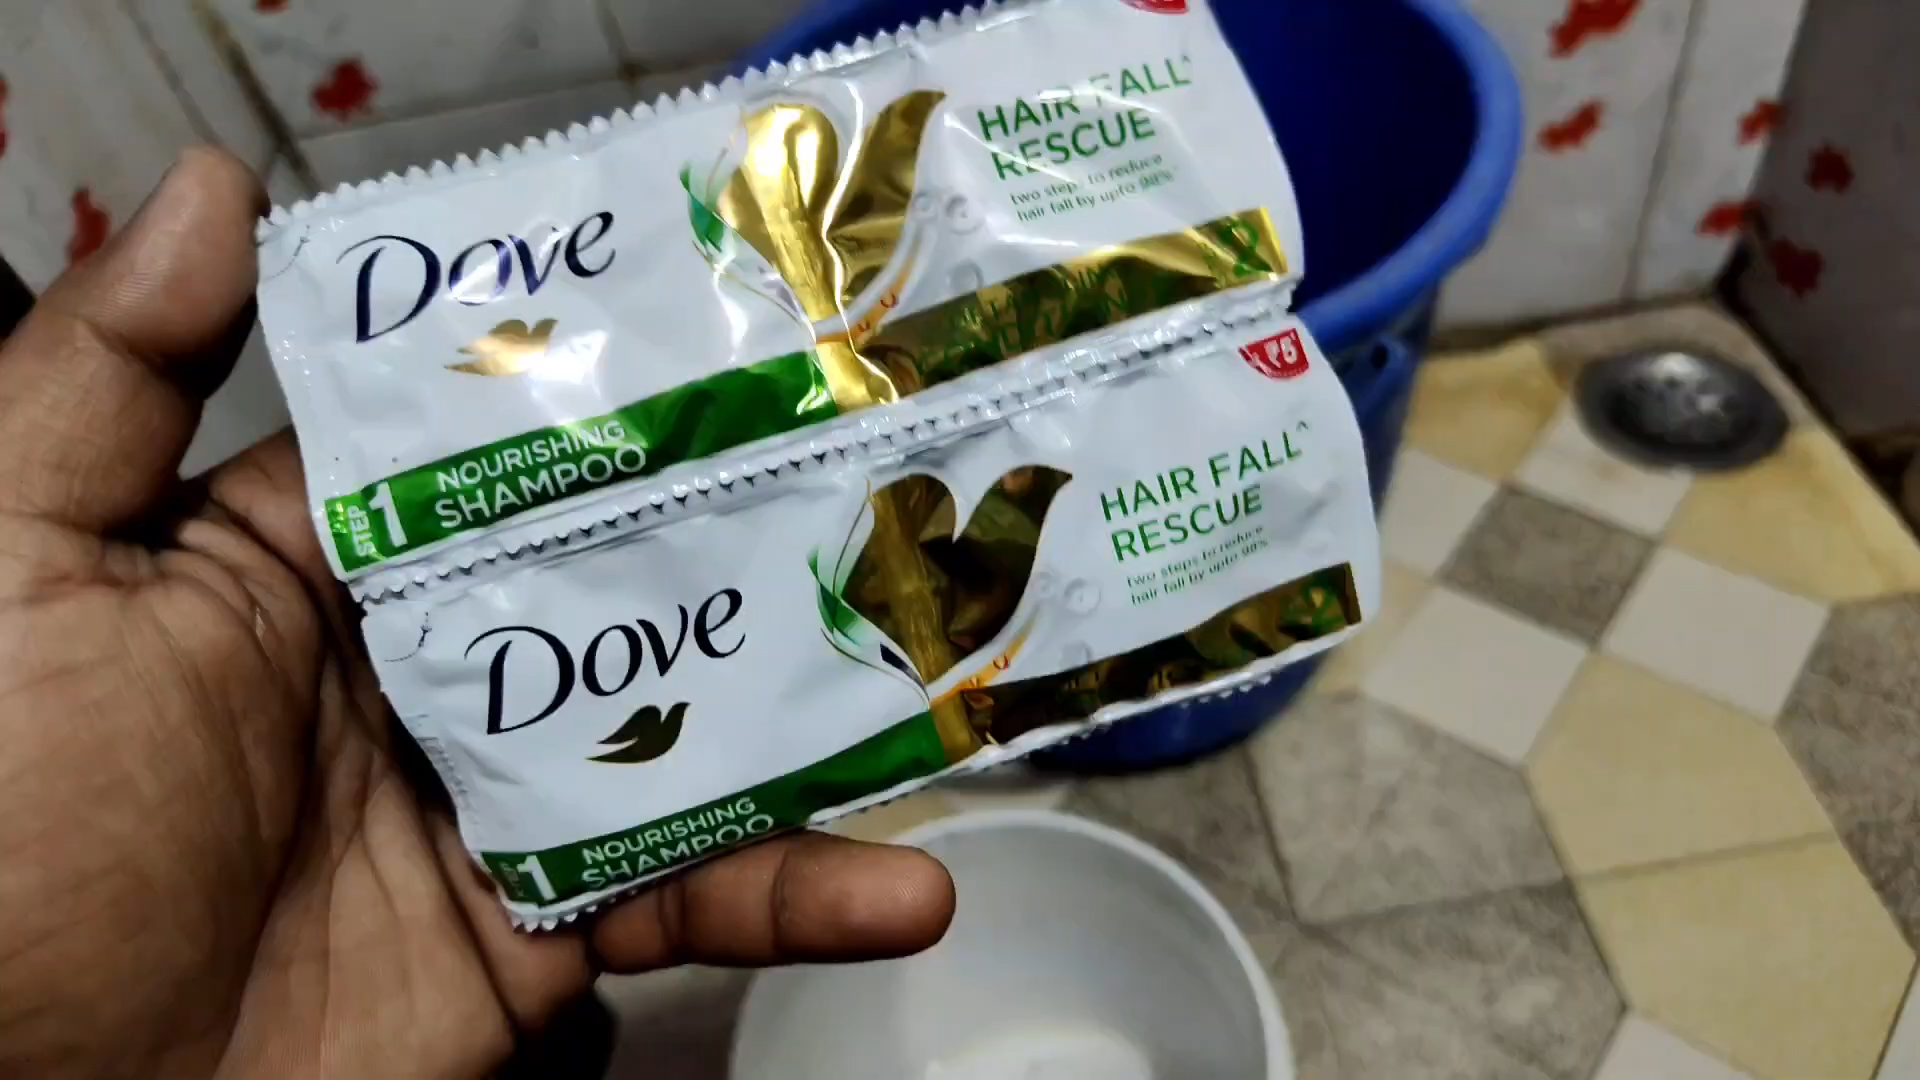 HAIR FALL^
RESCUE
two steps to reduce
hair fall by upto 98%
Dove
STEP 1
NOURISHING
SHAMPOO
₹5
HAIR FALL^
RESCUE
two steps to reduce
hair fall by upto 98%
Dove
1
NOURISHING
SHAMPOO